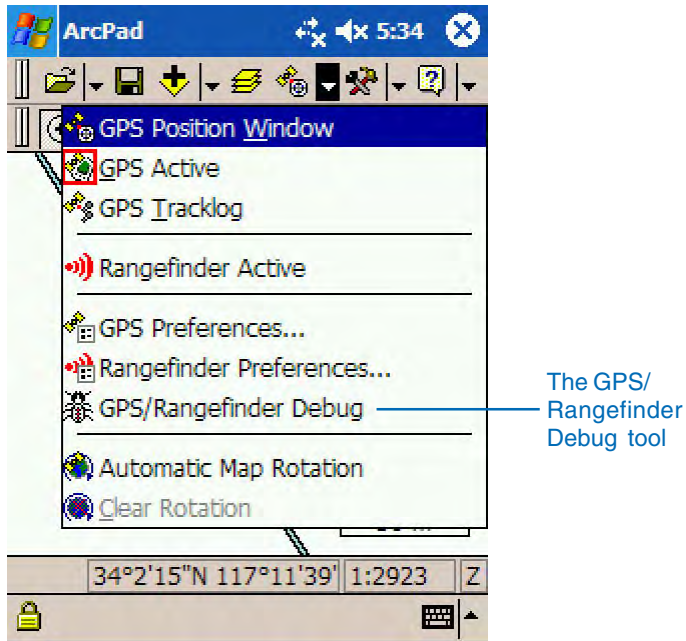 ArcPad 5:34
GPS Position Window
GPS Active
GPS Tracklog
Rangefinder Active
GPS Preferences...
Rangefinder Preferences...
GPS/Rangefinder Debug
The GPS/
Rangefinder
Debug tool
Automatic Map Rotation
Clear Rotation
34°2'15"N 117°11'39' 1:2923 Z